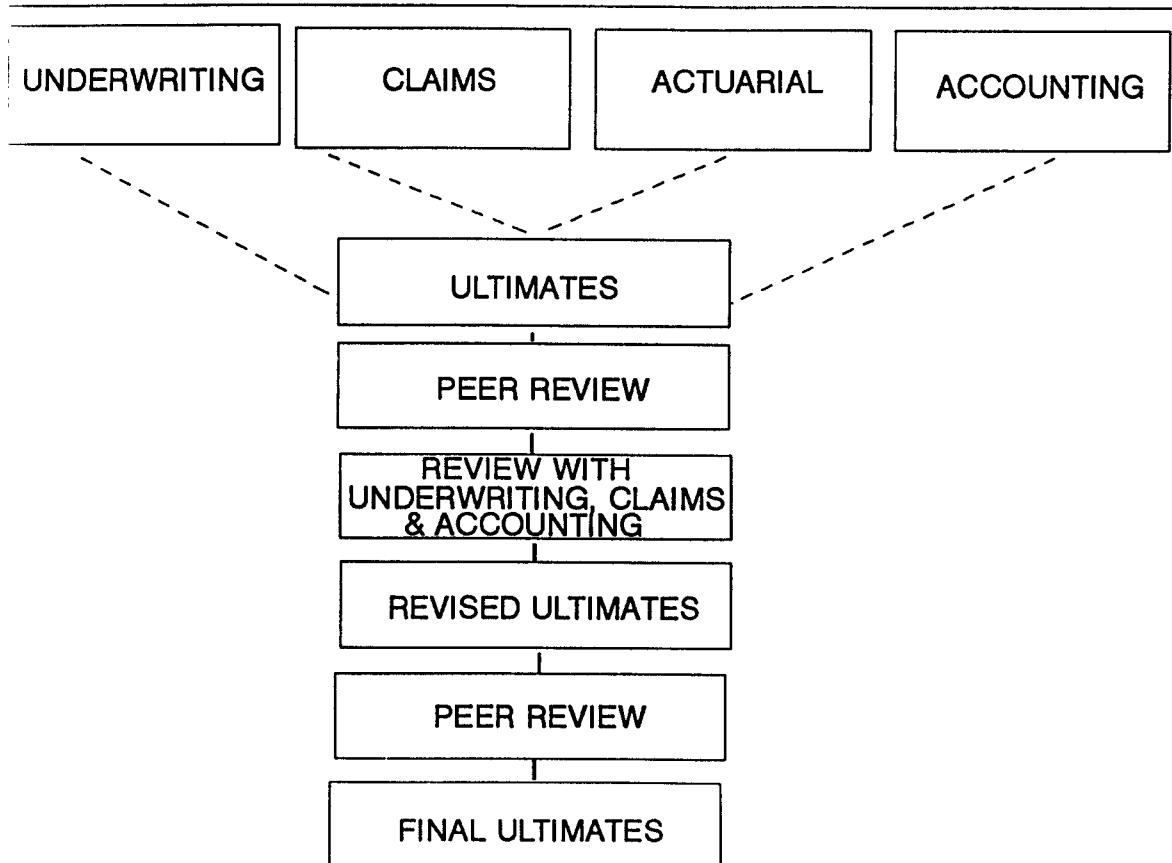 UNDERWRITING
CLAIMS
ACTUARIAL
ACCOUNTING
ULTIMATES
PEER REVIEW
REVIEW WITH
UNDERWRITING, CLAIMS
& ACCOUNTING
REVISED ULTIMATES
PEER REVIEW
FINAL ULTIMATES